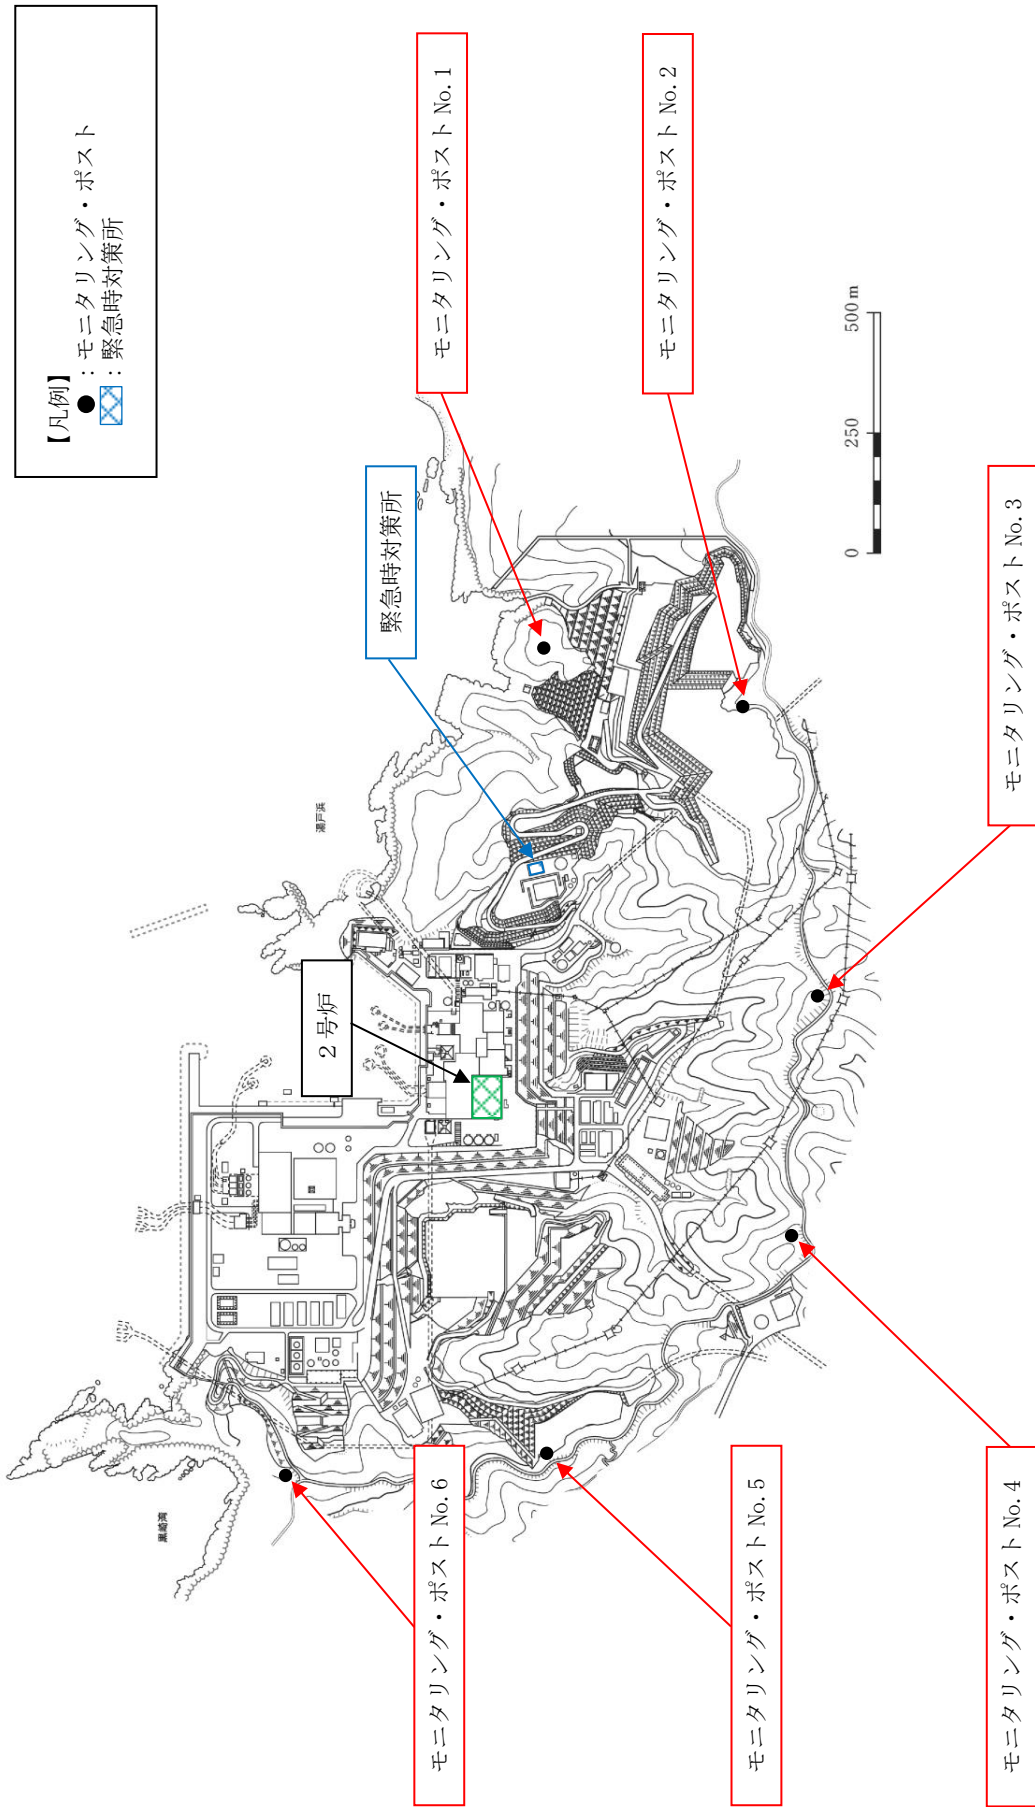 【凡例】
●：モニタリング・ポスト
：緊急時対策所
モニタリング・ポスト No.1
モニタリング・ポスト No.2
モニタリング・ポスト No.3
モニタリング・ポスト No.4
モニタリング・ポスト No.5
モニタリング・ポスト No.6
緊急時対策所
２号炉
0 250 500ｍ